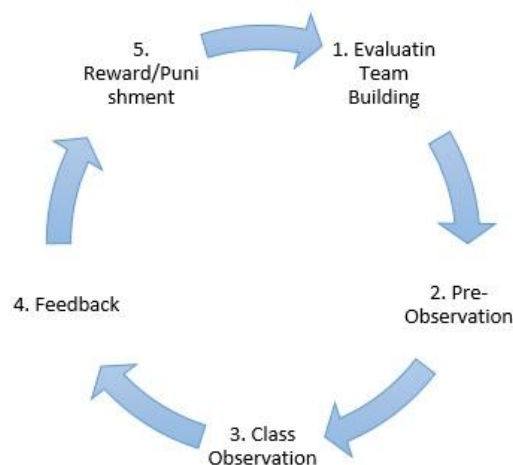 1. Evaluatin
Team
Building
2. Pre-
Observation
3. Class
Observation
4. Feedback
5.
Reward/Puni
shment